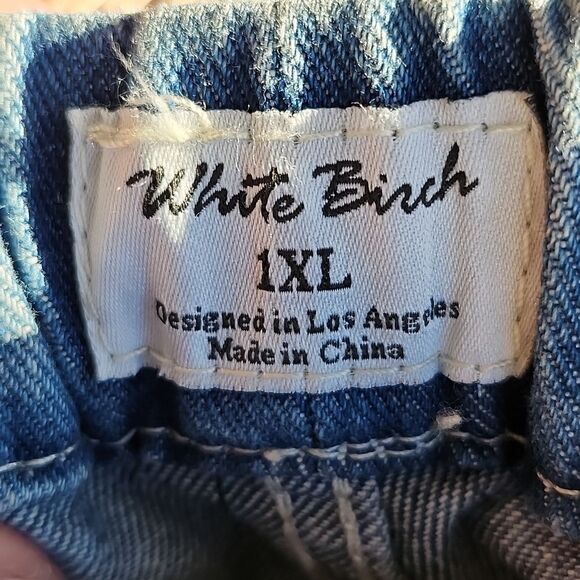 White Birch
1XL
Designed in Los Angeles
Made in China